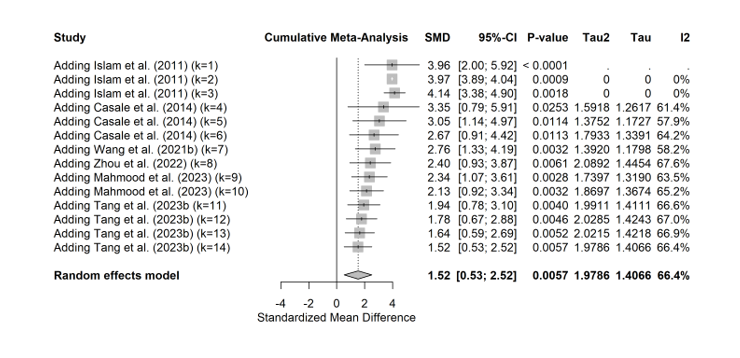 Study Cumulative Meta-Analysis SMD 95%-CI P-value Tau2 Tau I2
Adding Islam et al. (2011) (k=1) 3.96 [2.00; 5.92] < 0.0001 . . .
Adding Islam et al. (2011) (k=2) 3.97 [3.89; 4.04] 0.0009 0 0 0%
Adding Islam et al. (2011) (k=3) 4.14 [3.38; 4.90] 0.0018 0 0 0%
Adding Casale et al. (2014) (k=4) 3.35 [0.79; 5.91] 0.0253 1.5918 1.2617 61.4%
Adding Casale et al. (2014) (k=5) 3.05 [1.14; 4.97] 0.0114 1.3752 1.1727 57.9%
Adding Casale et al. (2014) (k=6) 2.67 [0.91; 4.42] 0.0113 1.7933 1.3391 64.2%
Adding Wang et al. (2021b) (k=7) 2.76 [1.33; 4.19] 0.0032 1.3920 1.1798 58.2%
Adding Zhou et al. (2022) (k=8) 2.40 [0.93; 3.87] 0.0061 2.0892 1.4454 67.6%
Adding Mahmood et al. (2023) (k=9) 2.34 [1.07; 3.61] 0.0028 1.7397 1.3190 63.5%
Adding Mahmood et al. (2023) (k=10) 2.13 [0.92; 3.34] 0.0032 1.8697 1.3674 65.2%
Adding Tang et al. (2023b) (k=11) 1.94 [0.78; 3.10] 0.0040 1.9911 1.4111 66.6%
Adding Tang et al. (2023b) (k=12) 1.78 [0.67; 2.88] 0.0046 2.0285 1.4243 67.0%
Adding Tang et al. (2023b) (k=13) 1.64 [0.59; 2.69] 0.0052 2.0215 1.4218 66.9%
Adding Tang et al. (2023b) (k=14) 1.52 [0.53; 2.52] 0.0057 1.9786 1.4066 66.4%
Random effects model 1.52 [0.53; 2.52] 0.0057 1.9786 1.4066 66.4%
-4 -2 0 2 4
Standardized Mean Difference